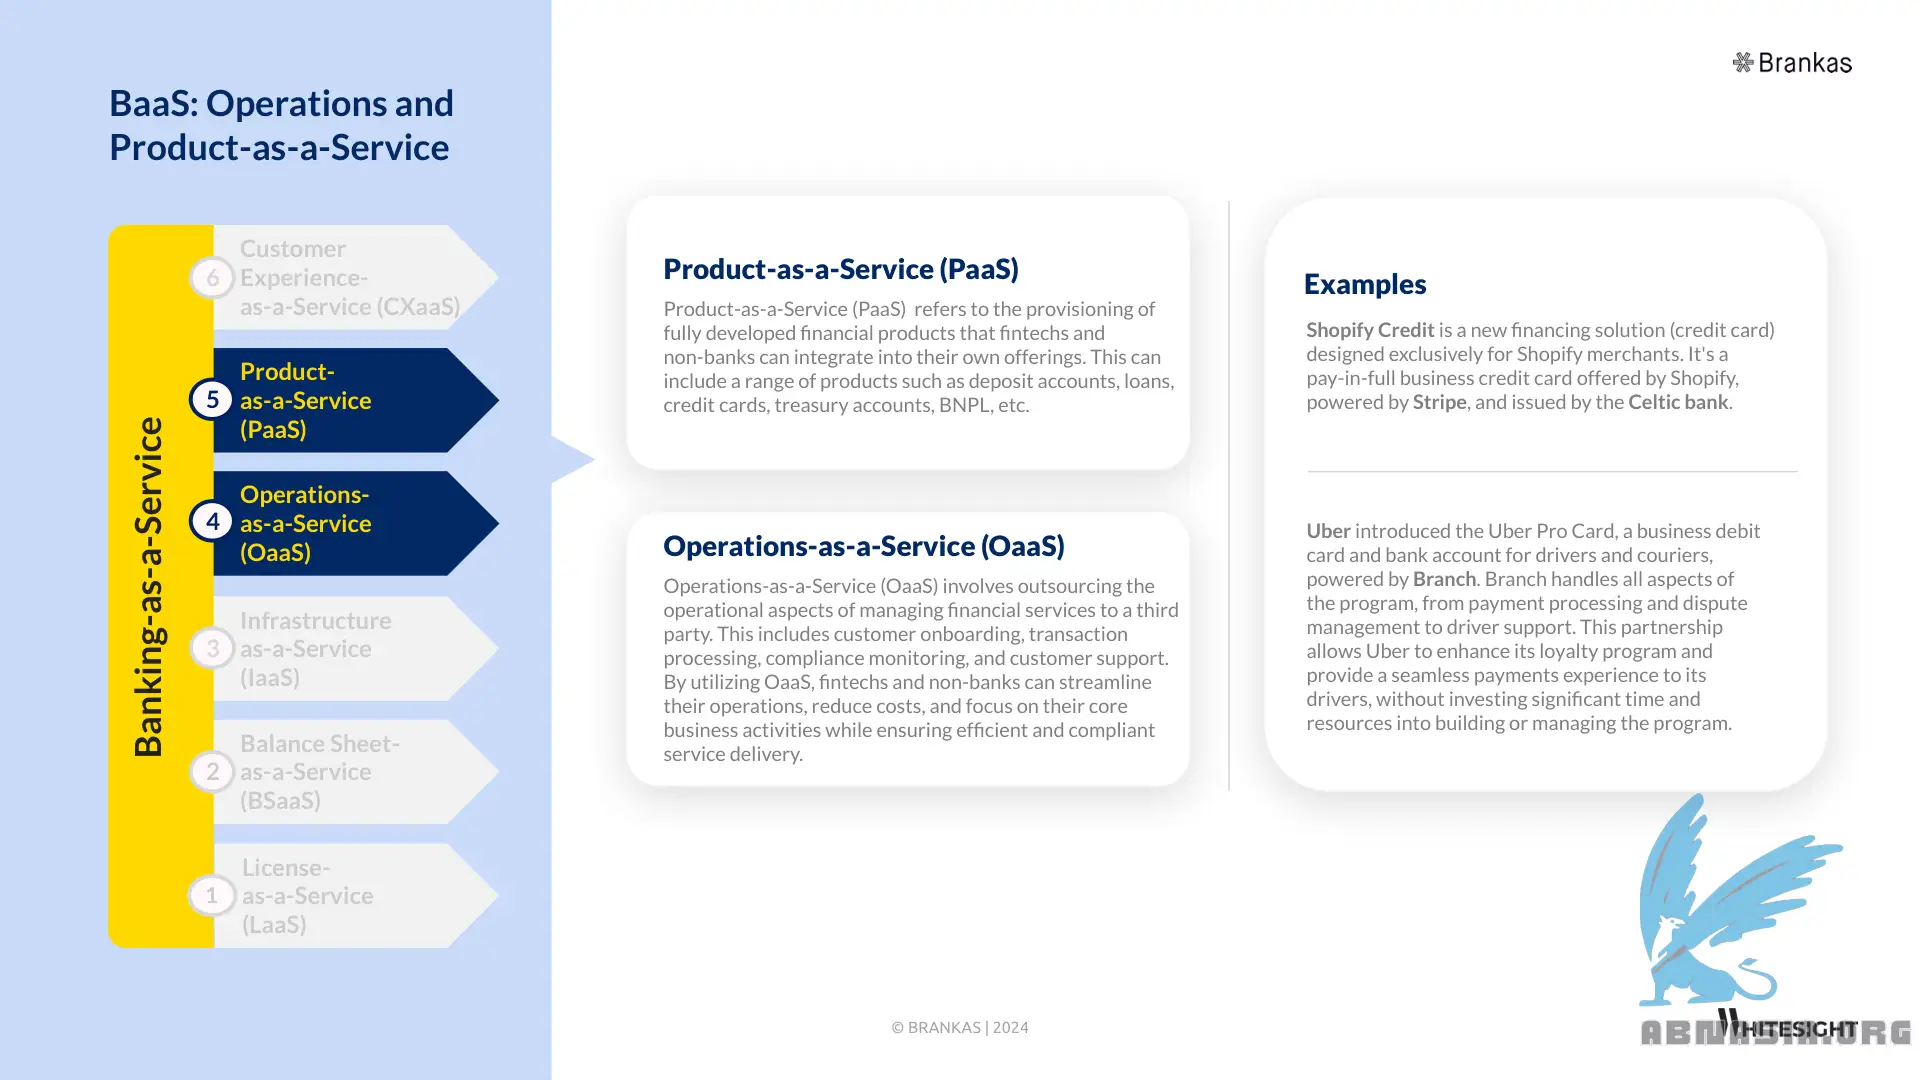 BaaS: Operations and
Product-as-a-Service
Brankas
Banking-as-a-Service
6
Customer
Experience-
as-a-Service (CXaaS)
5
Product-
as-a-Service
(PaaS)
4
Operations-
as-a-Service
(OaaS)
3
Infrastructure
as-a-Service
(IaaS)
2
Balance Sheet-
as-a-Service
(BSaaS)
1
License-
as-a-Service
(LaaS)
Product-as-a-Service (PaaS)
Product-as-a-Service (PaaS) refers to the provisioning of
fully developed financial products that fintechs and
non-banks can integrate into their own offerings. This can
include a range of products such as deposit accounts, loans,
credit cards, treasury accounts, BNPL, etc.
Operations-as-a-Service (OaaS)
Operations-as-a-Service (OaaS) involves outsourcing the
operational aspects of managing financial services to a third
party. This includes customer onboarding, transaction
processing, compliance monitoring, and customer support.
By utilizing OaaS, fintechs and non-banks can streamline
their operations, reduce costs, and focus on their core
business activities while ensuring efficient and compliant
service delivery.
Examples
Shopify Credit is a new financing solution (credit card)
designed exclusively for Shopify merchants. It's a
pay-in-full business credit card offered by Shopify,
powered by Stripe, and issued by the Celtic bank.
Uber introduced the Uber Pro Card, a business debit
card and bank account for drivers and couriers,
powered by Branch. Branch handles all aspects of
the program, from payment processing and dispute
management to driver support. This partnership
allows Uber to enhance its loyalty program and
provide a seamless payments experience to its
drivers, without investing significant time and
resources into building or managing the program.
© BRANKAS | 2024
WHITESIGHT
ABNASIA.ORG